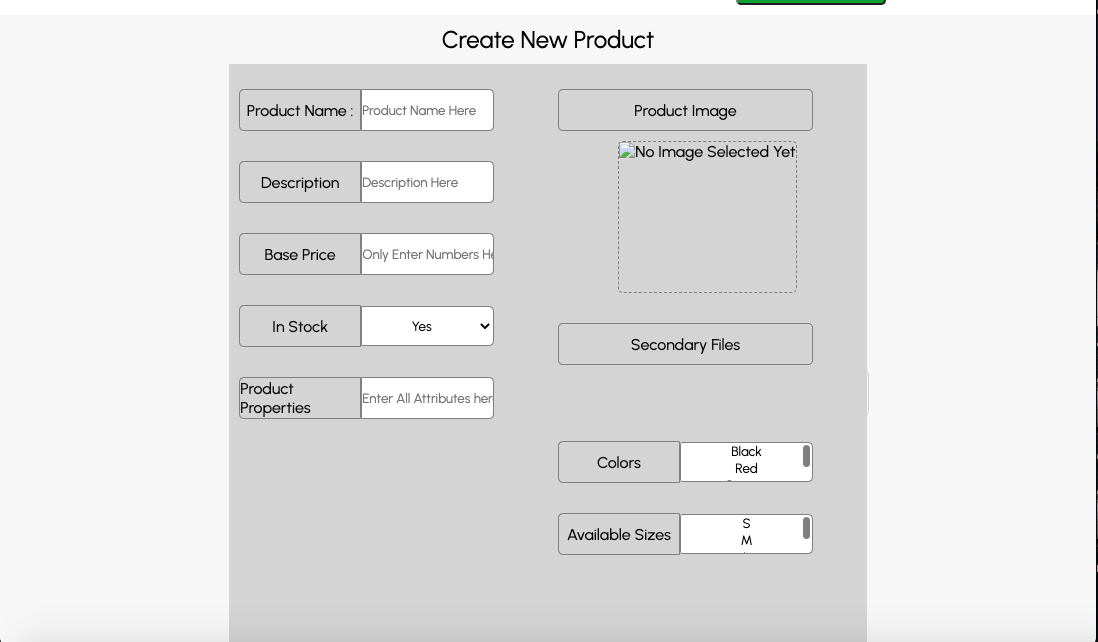 Create New Product
Product Name :
Product Name Here
Description
Description Here
Base Price
Only Enter Numbers He
In Stock
Yes
Product
Properties
Enter All Attributes her
Product Image
No Image Selected Yet
Secondary Files
Colors
Black
Red
Available Sizes
S
M